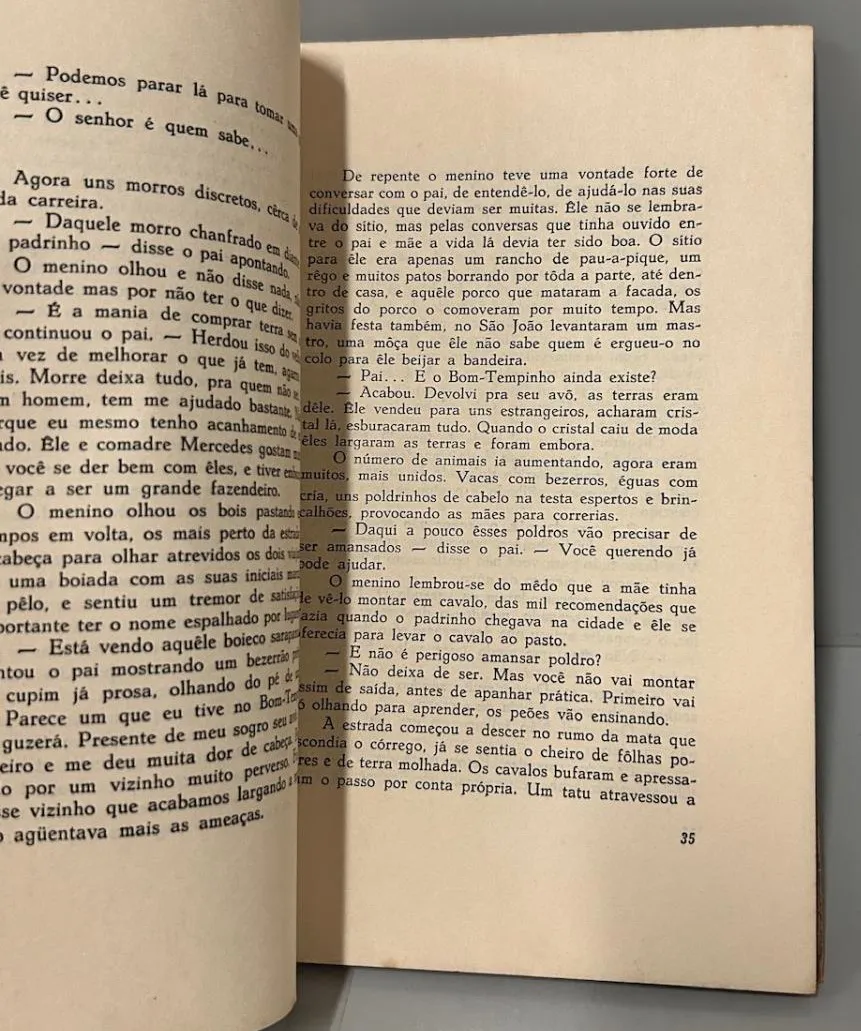 — Podemos parar lá para tomar
ê quiser...
— O senhor é quem sabe...
Agora uns morros discretos, cêrca de
da carreira.
— Daquele morro chanfrado em
padrinho — disse o pai apontando.
O menino olhou e não disse nada,
vontade mas por não ter o que dizer.
— É a mania de comprar terra sem
continuou o pai. — Herdou isso do
vez de melhorar o que já tem,
is. Morre deixa tudo, pra quem não
m homem, tem me ajudado bastante.
rque eu mesmo tenho acanhamento de
ndo. Êle e comadre Mercedes gostam
você se der bem com êles, e tiver
egar a ser um grande fazendeiro.
O menino olhou os bois pastando
mpos em volta, os mais perto da
cabeça para olhar atrevidos os dois
uma boiada com as suas iniciais
pêlo, e sentiu um tremor de
portante ter o nome espalhado por
— Está vendo aquêle boieco
ntou o pai mostrando um bezerrão
cupim já prosa, olhando do pé de
Parece um que eu tive no
guzerá. Presente de meu sogro seu
eiro e me deu muita dor de cabeça,
o por um vizinho muito perverso.
sse vizinho que acabamos largando a
o agüentava mais as ameaças.
De repente o menino teve uma vontade forte de
conversar com o pai, de entendê-lo, de ajudá-lo nas suas
dificuldades que deviam ser muitas. Êle não se lembra-
va do sítio, mas pelas conversas que tinha ouvido en-
tre o pai e mãe a vida lá devia ter sido boa. O sítio
para êle era apenas um rancho de pau-a-pique, um
rêgo e muitos patos borrando por tôda a parte, até den-
tro de casa, e aquêle porco que mataram a facada, os
gritos do porco o comoveram por muito tempo. Mas
havia festa também, no São João levantaram um mas-
tro, uma môça que êle não sabe quem é ergueu-o no
colo para êle beijar a bandeira.
— Pai... E o Bom-Tempinho ainda existe?
— Acabou. Devolvi pra seu avô, as terras eram
dêle. Êle vendeu para uns estrangeiros, acharam cris-
tal lá, esburacaram tudo. Quando o cristal caiu de moda
êles largaram as terras e foram embora.
O número de animais ia aumentando, agora eram
muitos, mais unidos. Vacas com bezerros, éguas com
cria, uns poldrinhos de cabelo na testa espertos e brin-
calhões, provocando as mães para correrias.
— Daqui a pouco êsses poldros vão precisar de
ser amansados — disse o pai. — Você querendo já
pode ajudar.
O menino lembrou-se do mêdo que a mãe tinha
de vê-lo montar em cavalo, das mil recomendações que
azia quando o padrinho chegava na cidade e êle se
ferecia para levar o cavalo ao pasto.
— E não é perigoso amansar poldro?
— Não deixa de ser. Mas você não vai montar
ssim de saída, antes de apanhar prática. Primeiro vai
ó olhando para aprender, os peões vão ensinando.
A estrada começou a descer no rumo da mata que
scondia o córrego, já se sentia o cheiro de fôlhas po-
res e de terra molhada. Os cavalos bufaram e apressa-
m o passo por conta própria. Um tatu atravessou a
35